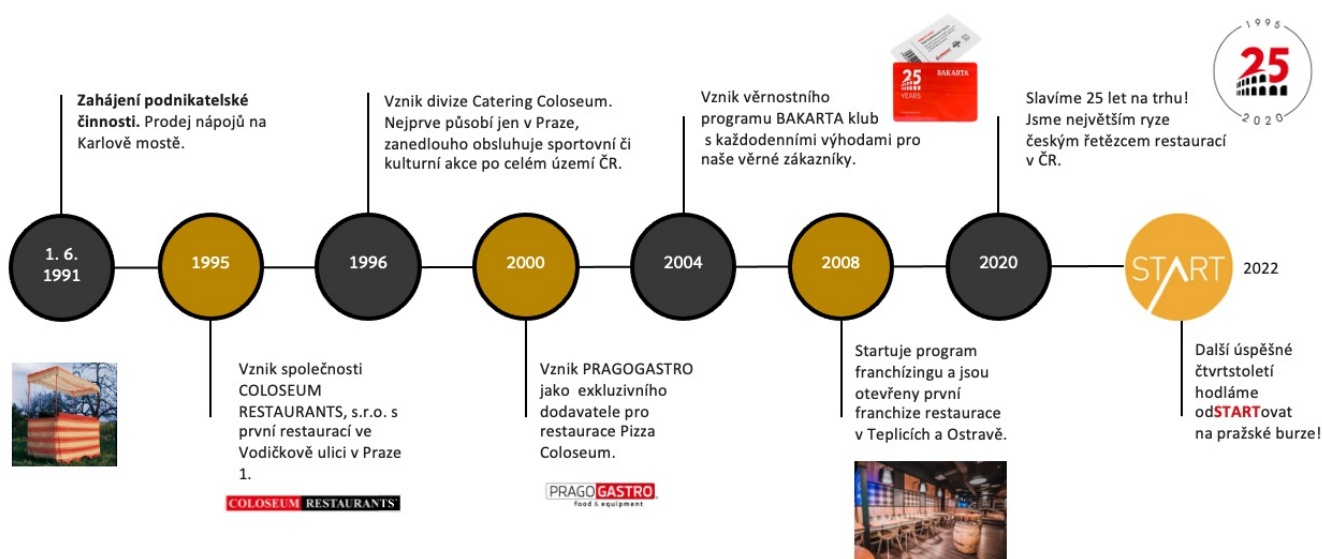 1995
25
2020
25
YEARS
BAKARTA
Zahájení podnikatelské
činnosti. Prodej nápojů na
Karlově mostě.
Vznik divize Catering Coloseum.
Nejprve působí jen v Praze,
zanedlouho obsluhuje sportovní či
kulturní akce po celém území ČR.
Vznik věrnostního
programu BAKARTA klub
s každodenními výhodami pro
naše věrné zákazníky.
Slavíme 25 let na trhu!
Jsme největším ryze
českým řetězcem restaurací
v ČR.
1. 6.
1991
1995
1996
2000
2004
2008
2020
START
2022
Vznik společnosti
COLOSEUM
RESTAURANTS, s.r.o. s
první restaurací ve
Vodičkově ulici v Praze
1.
COLOSEUM RESTAURANTS
Vznik PRAGOGASTRO
jako exkluzivního
dodavatele pro
restaurace Pizza
Coloseum.
PRAGOGASTRO
food & equipment
Startuje program
franchízingu a jsou
otevřeny první
franchize restaurace
v Teplicích a Ostravě.
Další úspěšné
čtvrtstoletí
hodláme
odSTARTovat
na pražské burze!